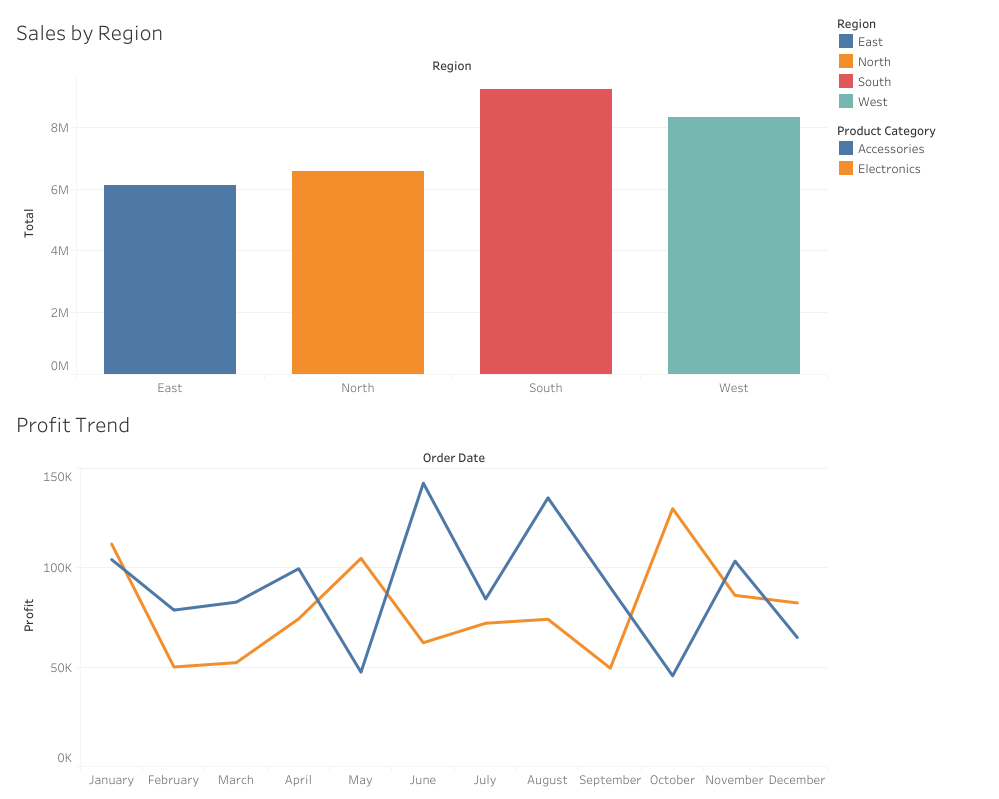 Sales by Region
Region
8M
6M
4M
2M
0M
Total
East
North
South
West
Region
East
North
South
West
Product Category
Accessories
Electronics
Profit Trend
Order Date
150K
100K
50K
0K
Profit
January February March April May June July August September October November December